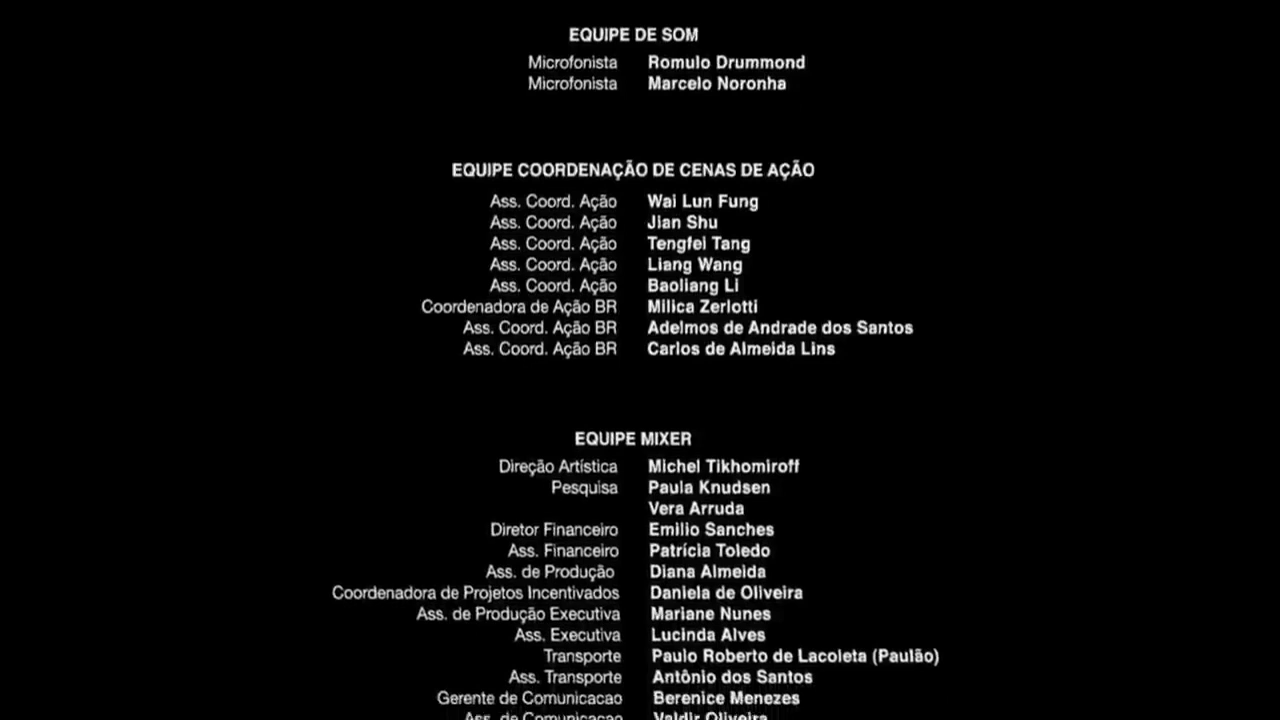 EQUIPE DE SOM
Microfonista Romulo Drummond
Microfonista Marcelo Noronha
EQUIPE COORDENAÇÃO DE CENAS DE AÇÃO
Ass. Coord. Ação Wai Lun Fung
Ass. Coord. Ação Jian Shu
Ass. Coord. Ação Tengfei Tang
Ass. Coord. Ação Liang Wang
Ass. Coord. Ação Baoliang Li
Coordenadora de Ação BR Milica Zerlotti
Ass. Coord. Ação BR Adelmos de Andrade dos Santos
Ass. Coord. Ação BR Carlos de Almeida Lins
EQUIPE MIXER
Direção Artística Michel Tikhomiroff
Pesquisa Paula Knudsen
Vera Arruda
Diretor Financeiro Emilio Sanches
Ass. Financeiro Patrícia Toledo
Ass. de Produção Diana Almeida
Coordenadora de Projetos Incentivados Daniela de Oliveira
Ass. de Produção Executiva Mariane Nunes
Ass. Executiva Lucinda Alves
Transporte Paulo Roberto de Lacoleta (Paulão)
Ass. Transporte Antônio dos Santos
Gerente de Comunicacao Berenice Menezes
Ass. de Comunicacao Valdir Oliveira